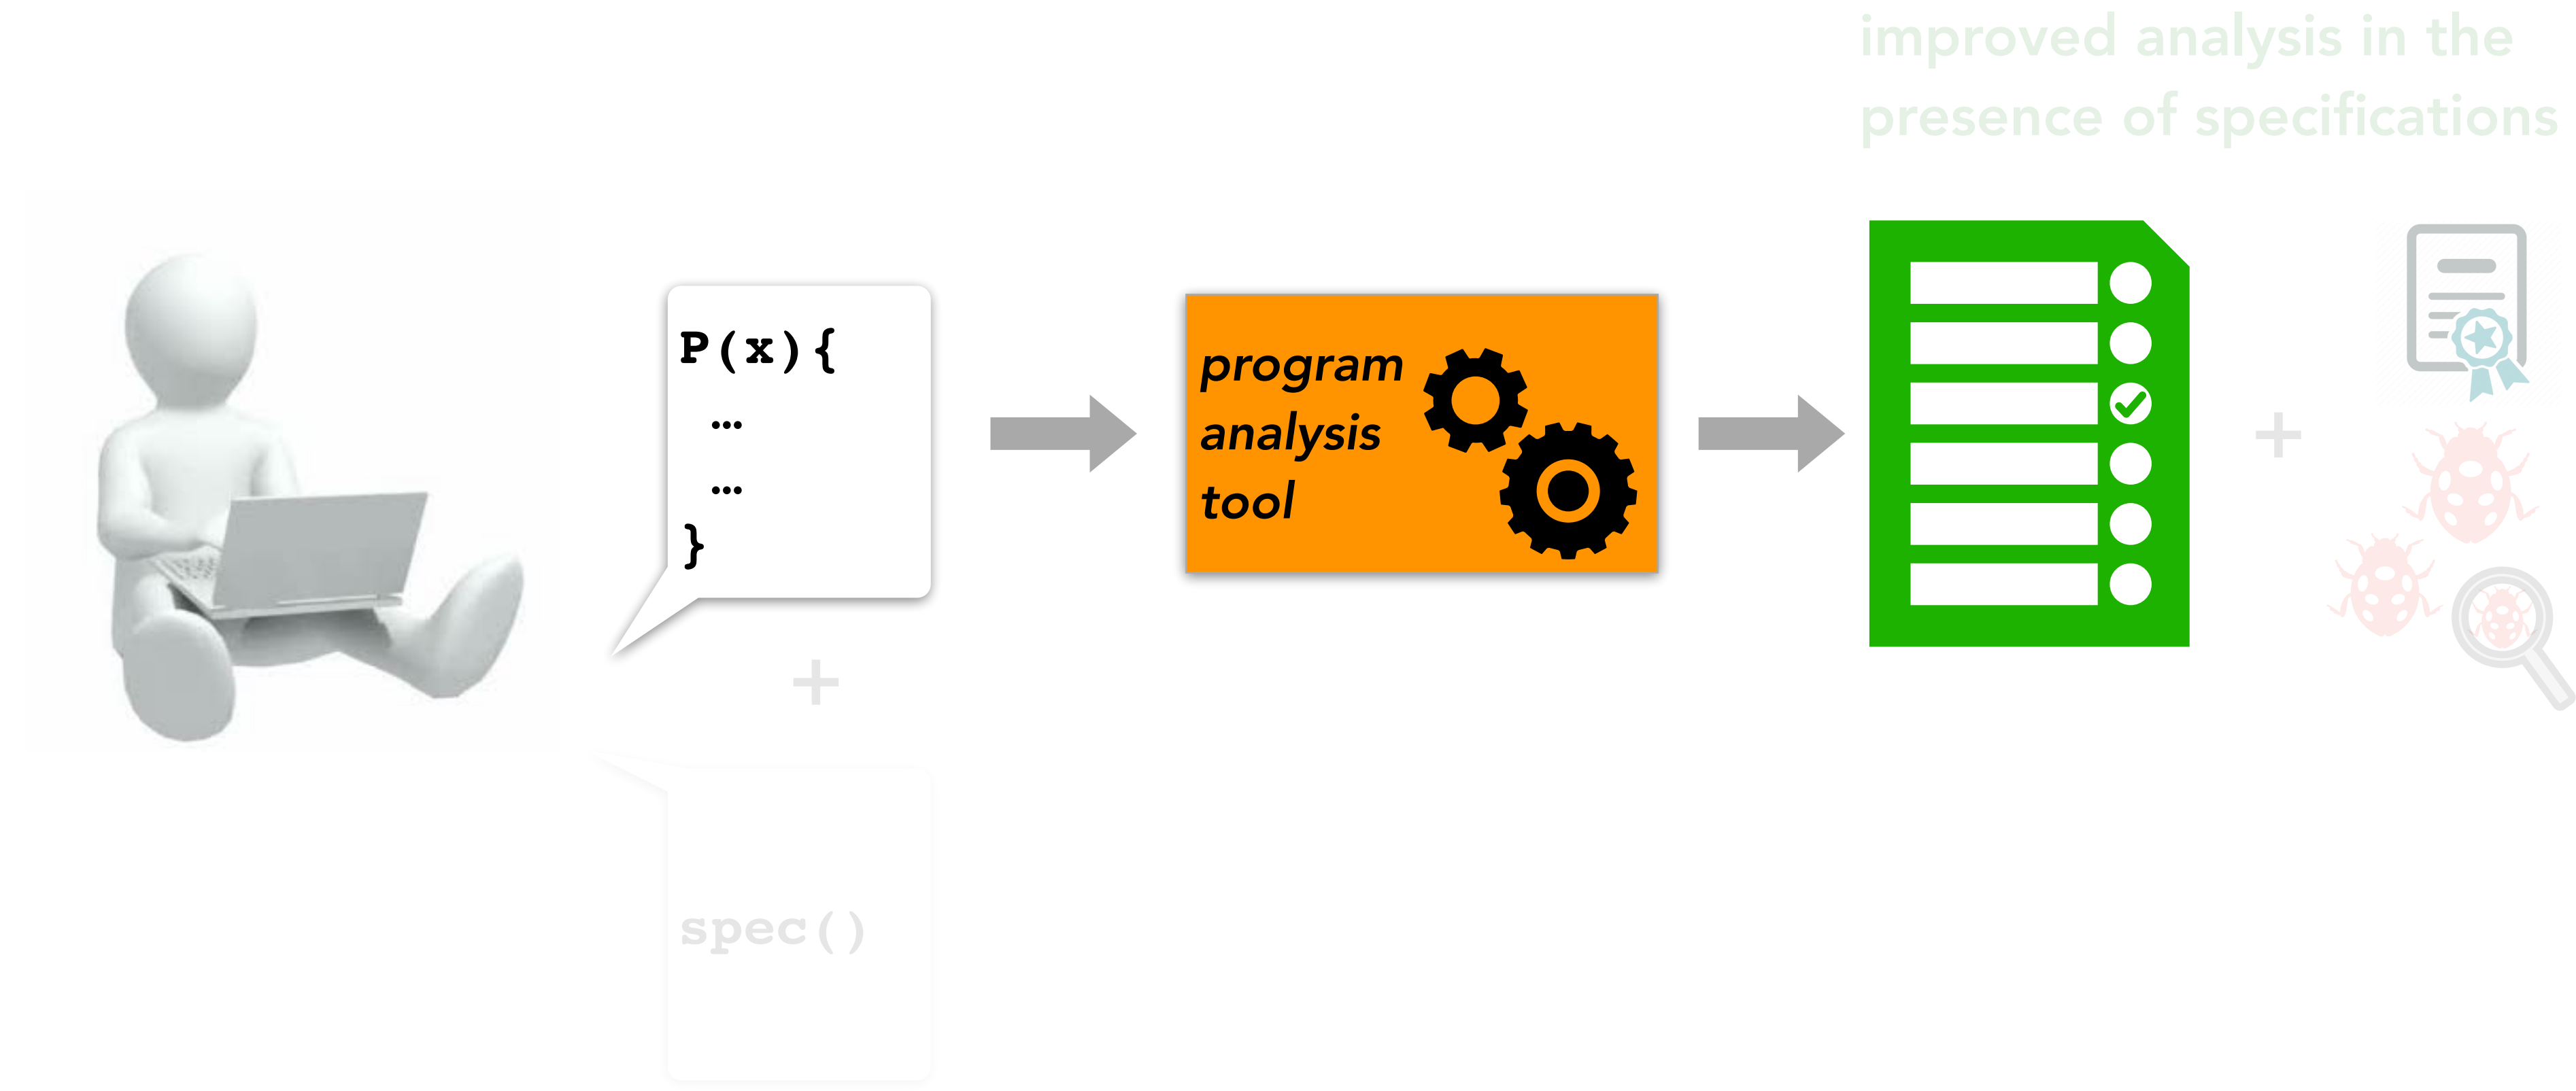 improved analysis in the
presence of specifications
P(x){
…
…
}
program
analysis
tool
+
+
spec()